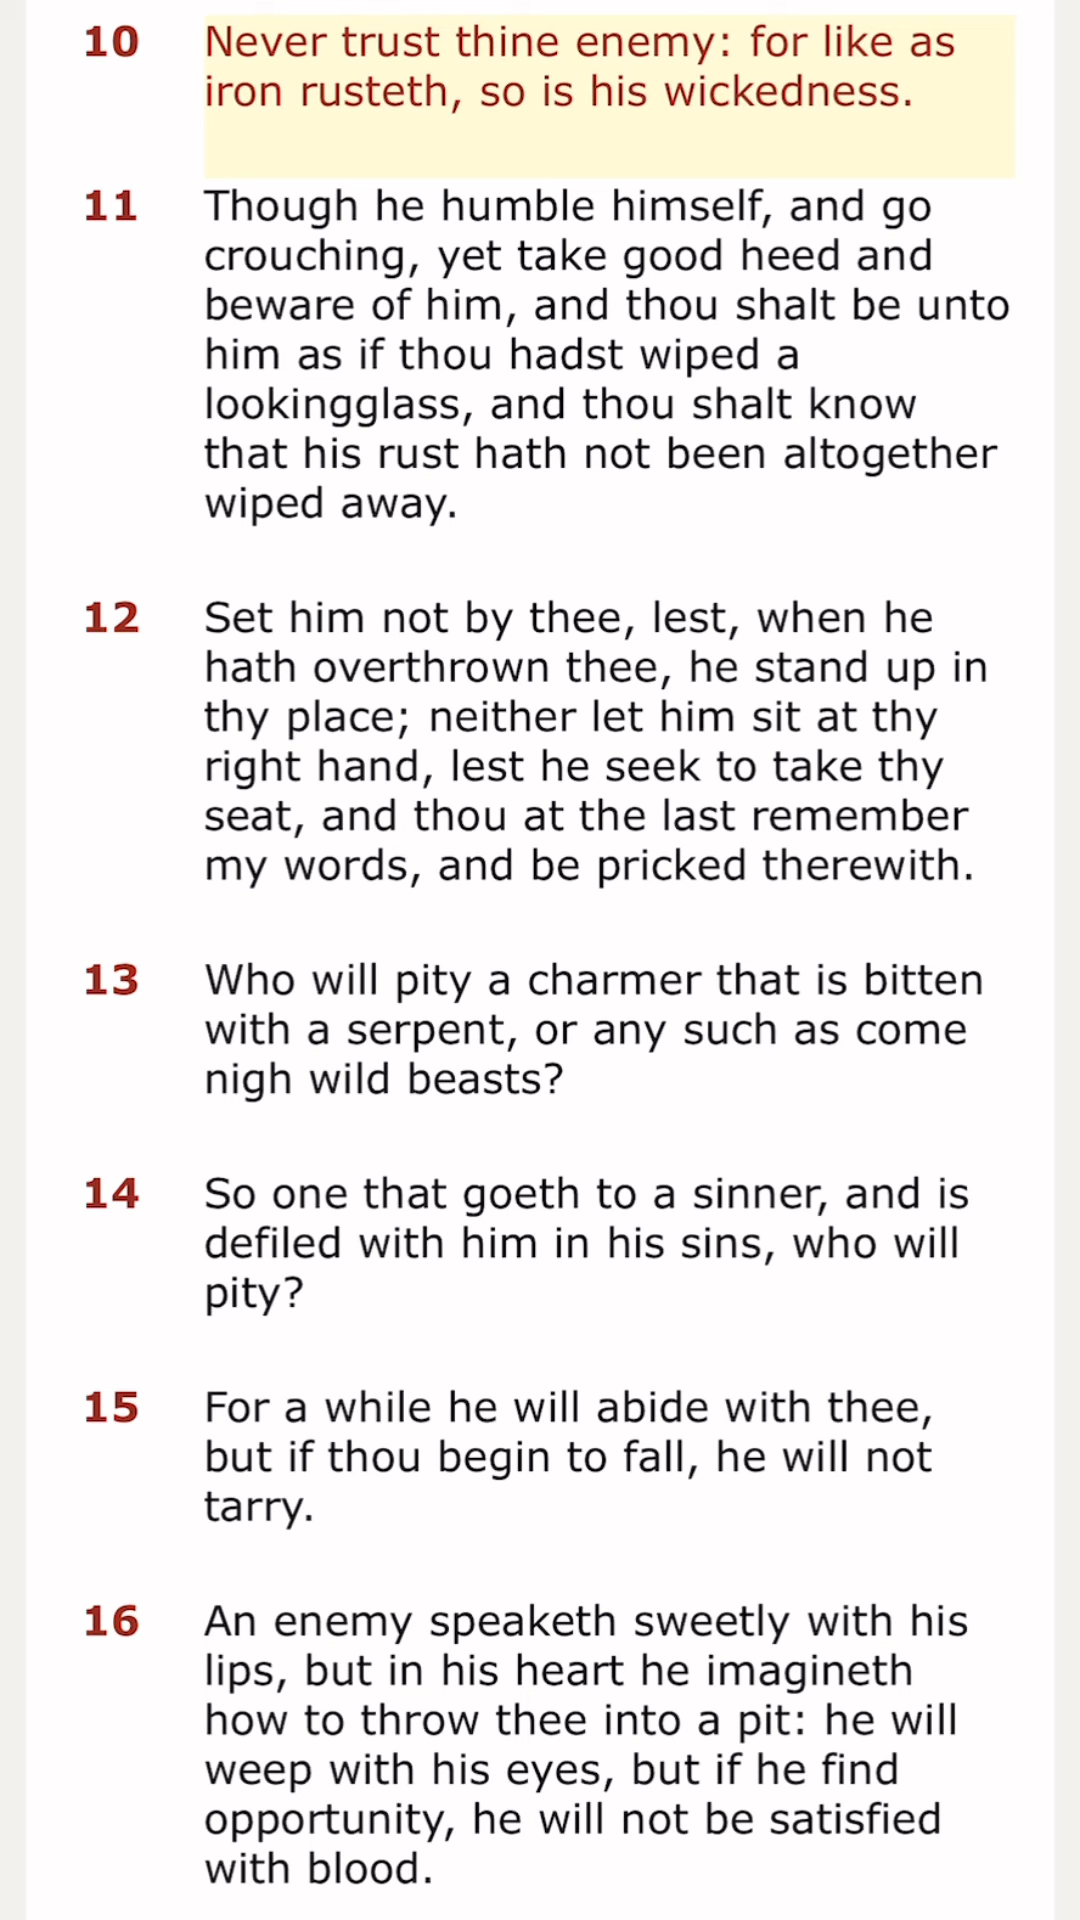 10 Never trust thine enemy: for like as
iron rusteth, so is his wickedness.
11 Though he humble himself, and go
crouching, yet take good heed and
beware of him, and thou shalt be unto
him as if thou hadst wiped a
lookingglass, and thou shalt know
that his rust hath not been altogether
wiped away.
12 Set him not by thee, lest, when he
hath overthrown thee, he stand up in
thy place; neither let him sit at thy
right hand, lest he seek to take thy
seat, and thou at the last remember
my words, and be pricked therewith.
13 Who will pity a charmer that is bitten
with a serpent, or any such as come
nigh wild beasts?
14 So one that goeth to a sinner, and is
defiled with him in his sins, who will
pity?
15 For a while he will abide with thee,
but if thou begin to fall, he will not
tarry.
16 An enemy speaketh sweetly with his
lips, but in his heart he imagineth
how to throw thee into a pit: he will
weep with his eyes, but if he find
opportunity, he will not be satisfied
with blood.